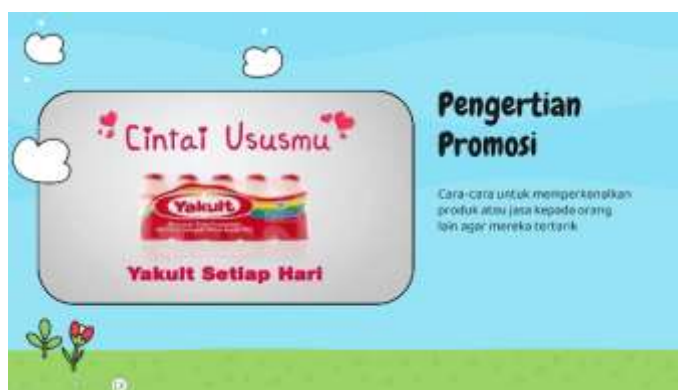 Cintai Ususmu
Yakult
Yakult Setiap Hari
Pengertian
Promosi
Cara-cara untuk memperkenalkan
produk atau jasa kepada orang
lain agar mereka tertarik